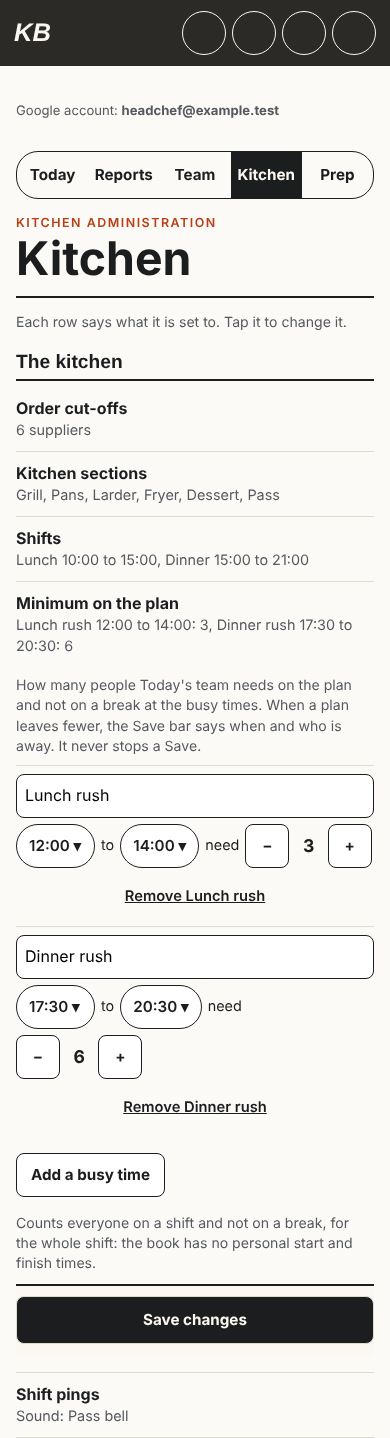 KB
Google account: headchef@example.test
Today Reports Team Kitchen Prep
KITCHEN ADMINISTRATION
Kitchen
Each row says what it is set to. Tap it to change it.
The kitchen
Order cut-offs
6 suppliers
Kitchen sections
Grill, Pans, Larder, Fryer, Dessert, Pass
Shifts
Lunch 10:00 to 15:00, Dinner 15:00 to 21:00
Minimum on the plan
Lunch rush 12:00 to 14:00: 3, Dinner rush 17:30 to
20:30: 6
How many people Today's team needs on the plan
and not on a break at the busy times. When a plan
leaves fewer, the Save bar says when and who is
away. It never stops a Save.
Lunch rush
12:00 ▾ to 14:00 ▾ need − 3 +
Remove Lunch rush
Dinner rush
17:30 ▾ to 20:30 ▾ need
− 6 +
Remove Dinner rush
Add a busy time
Counts everyone on a shift and not on a break, for
the whole shift: the book has no personal start and
finish times.
Save changes
Shift pings
Sound: Pass bell